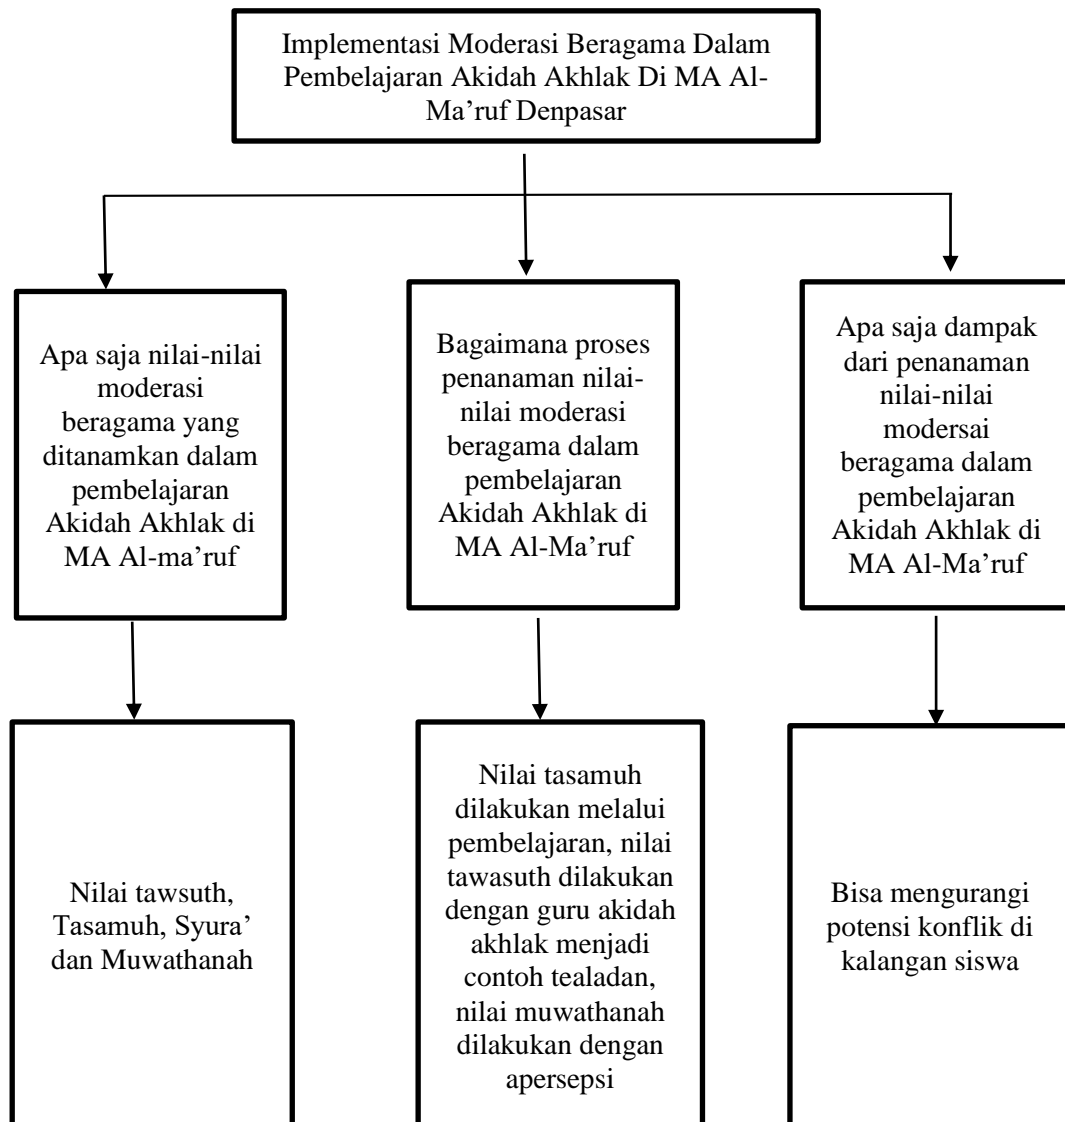 Implementasi Moderasi Beragama Dalam
Pembelajaran Akidah Akhlak Di MA Al-
Ma’ruf Denpasar
Apa saja nilai-nilai
moderasi
beragama yang
ditanamkan dalam
pembelajaran
Akidah Akhlak di
MA Al-ma’ruf
Bagaimana proses
penanaman nilai-
nilai moderasi
beragama dalam
pembelajaran
Akidah Akhlak di
MA Al-Ma’ruf
Apa saja dampak
dari penanaman
nilai-nilai
modersai
beragama dalam
pembelajaran
Akidah Akhlak di
MA Al-Ma’ruf
Nilai tawsuth,
Tasamuh, Syura’
dan Muwathanah
Nilai tasamuh
dilakukan melalui
pembelajaran, nilai
tawasuth dilakukan
dengan guru akidah
akhlak menjadi
contoh tealadan,
nilai muwathanah
dilakukan dengan
apersepsi
Bisa mengurangi
potensi konflik di
kalangan siswa